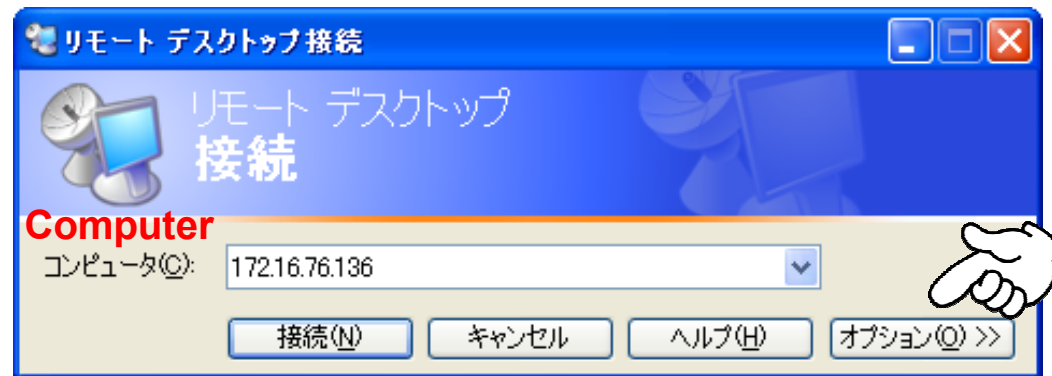 リモート デスクトップ接続
リモート デスクトップ
接続
Computer
コンピュータ(C):
172.16.76.136
接続(N) キャンセル ヘルプ(H) オプション(O) >>